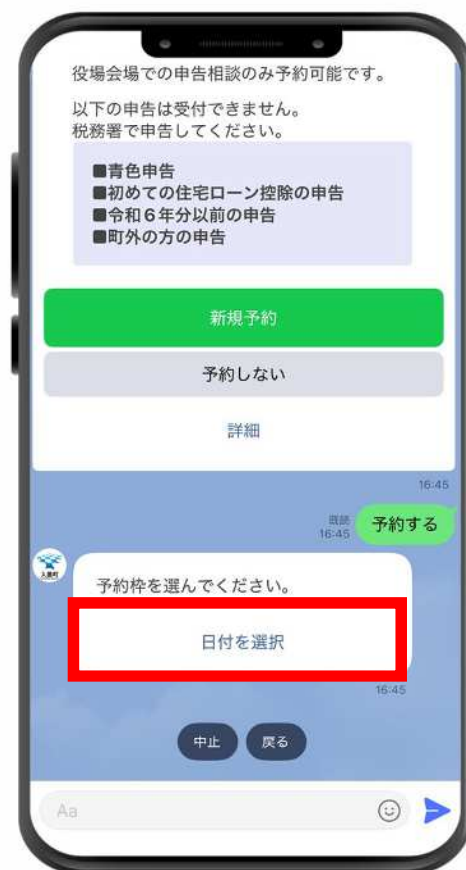 役場会場での申告相談のみ予約可能です。
以下の申告は受付できません。
税務署で申告してください。
■青色申告
■初めての住宅ローン控除の申告
■令和6年分以前の申告
■町外の方の申告
新規予約
予約しない
詳細
16:45
既読
16:45
予約する
予約枠を選んでください。
日付を選択
16:45
中止
戻る
Aa